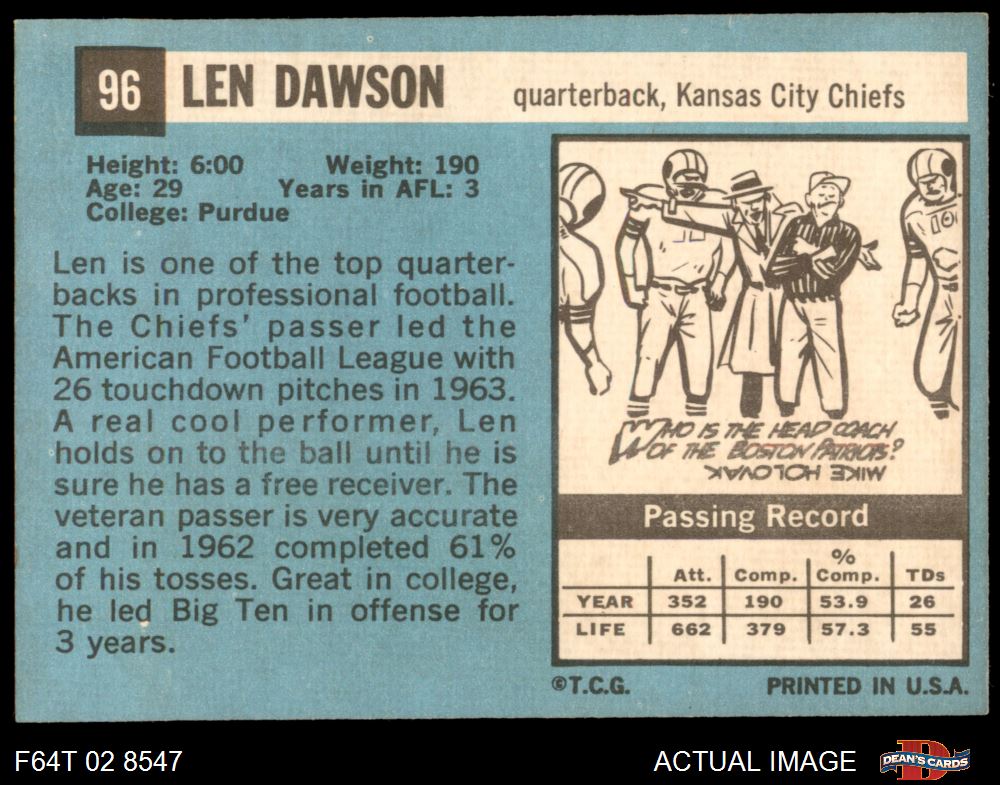 96 LEN DAWSON quarterback, Kansas City Chiefs
Height: 6:00 Weight: 190
Age: 29 Years in AFL: 3
College: Purdue
Len is one of the top quarter-
backs in professional football.
The Chiefs' passer led the
American Football League with
26 touchdown pitches in 1963.
A real cool performer, Len
holds on to the ball until he is
sure he has a free receiver. The
veteran passer is very accurate
and in 1962 completed 61%
of his tosses. Great in college,
he led Big Ten in offense for
3 years.
10
WHO IS THE HEAD COACH
OF THE BOSTON PATRIOTS?
MIKE HOLOVAK
Passing Record
Att. Comp. % Comp. TDs
YEAR 352 190 53.9 26
LIFE 662 379 57.3 55
©T.C.G. PRINTED IN U.S.A.
F64T 02 8547 ACTUAL IMAGE DEAN'S CARDS